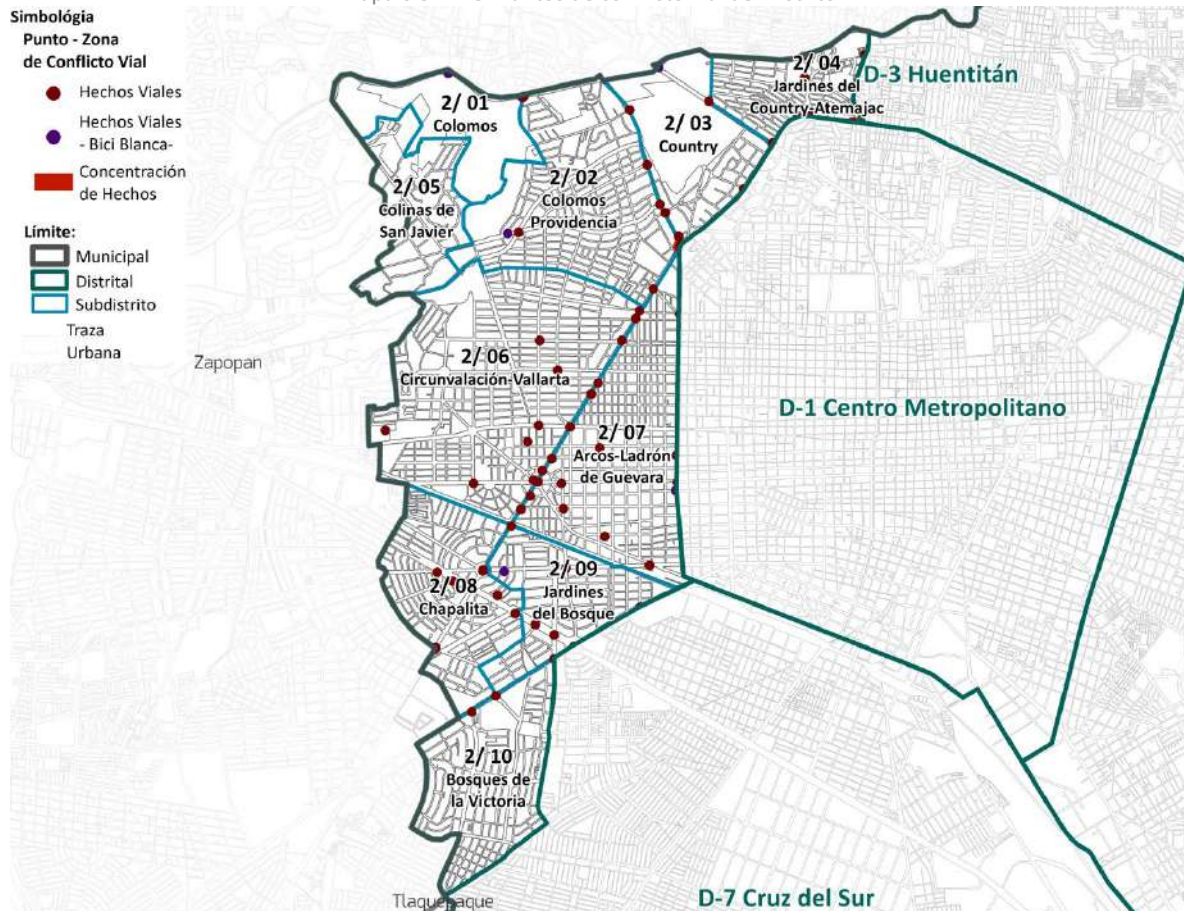 Simbológia
Punto - Zona
de Conflicto Vial
Hechos Viales
Hechos Viales
- Bici Blanca-
Concentración
de Hechos
Límite:
Municipal
Distrital
Subdistrito
Traza
Urbana
2/ 01
Colomos
2/ 02
Colomos
Providencia
2/ 03
Country
2/ 04
Jardines del
Country-Atemajac
D-3 Huentitán
2/ 05
Colinas de
San Javier
Zapopan
2/ 06
Circunvalación-Vallarta
D-1 Centro Metropolitano
2/ 07
Arcos-Ladrón
de Guevara
2/ 08
Chapalita
2/ 09
Jardines
del Bosque
2/ 10
Bosques de
la Victoria
Tlaquepaque
D-7 Cruz del Sur